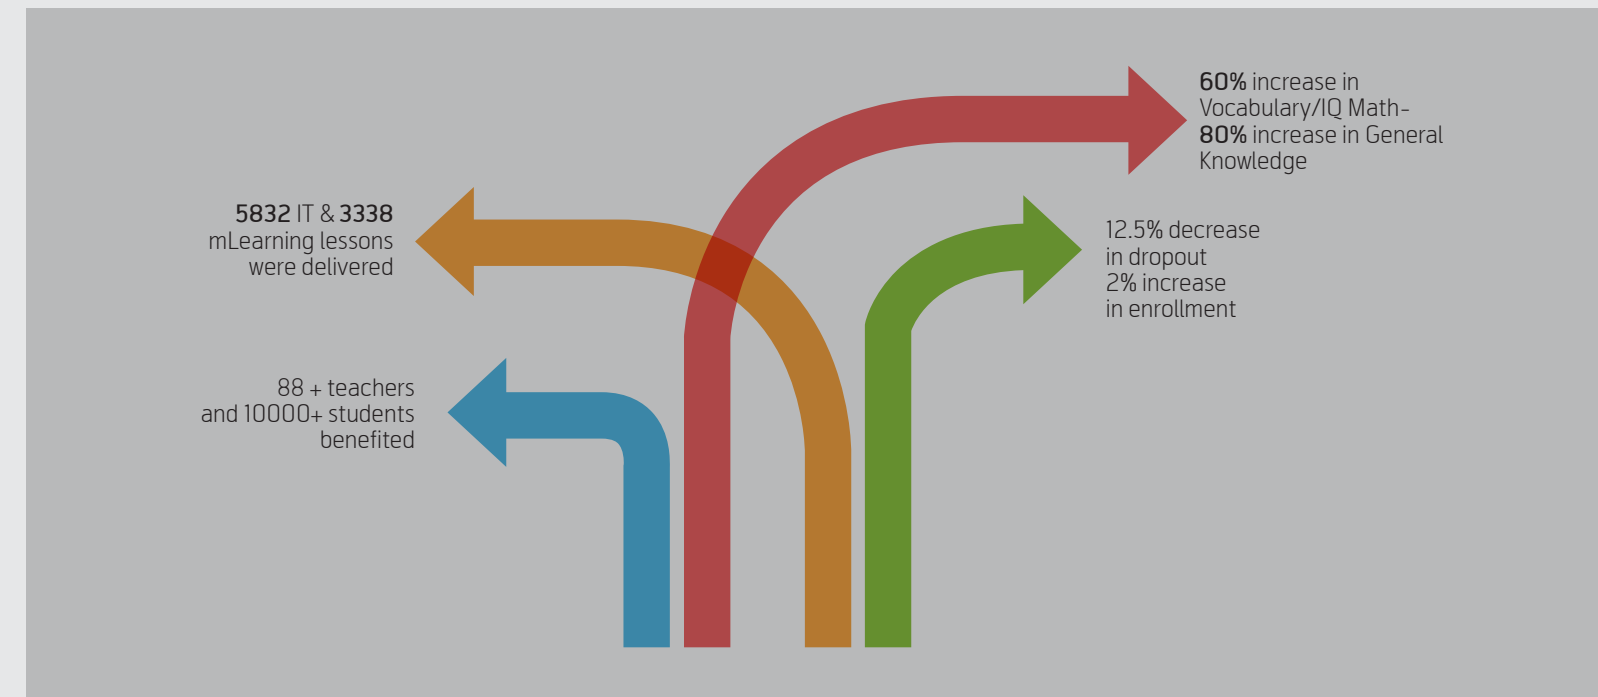 60% increase in
Vocabulary/IQ Math-
80% increase in General
Knowledge
5832 IT & 3338
mLearning lessons
were delivered
12.5% decrease
in dropout
2% increase
in enrollment
88 + teachers
and 10000+ students
benefited